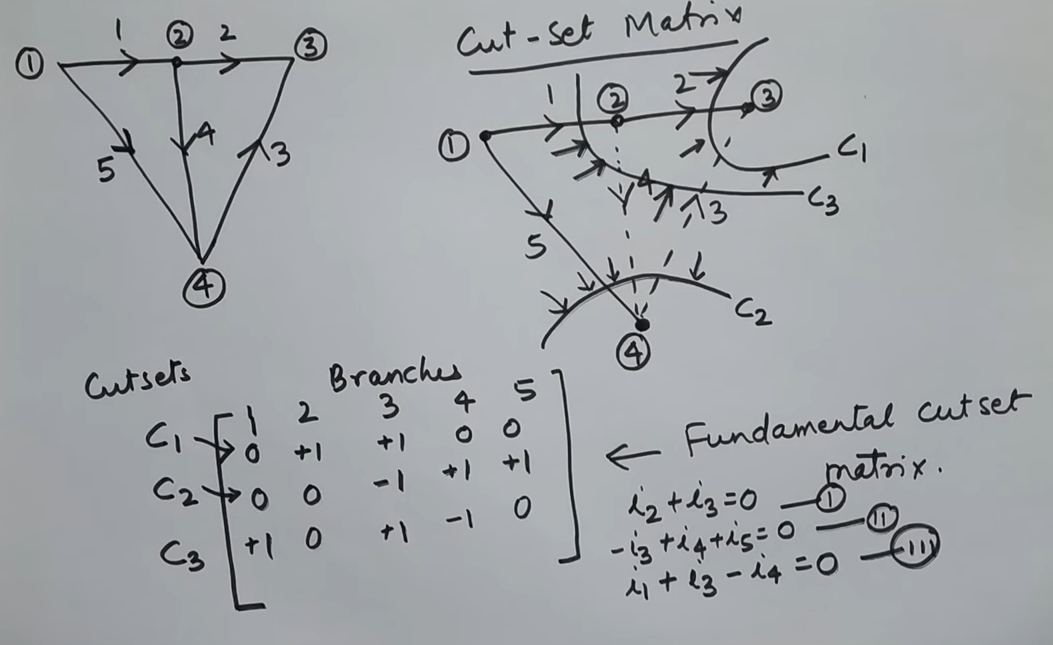 Cut-set Matrix
1 2
① ② ③
5 4 3
④
1 2
① ② ③
C1
C3
4 3
5
C2
④
Cutsets Branches
1 2 3 4 5
C1 → 0 +1 +1 0 0
C2 → 0 0 -1 +1 +1
C3 +1 0 +1 -1 0
← Fundamental cutset
matrix.
i2 + i3 = 0 — Ⓘ
-i3 + i4 + i5 = 0 — II
i1 + i3 - i4 = 0 — III